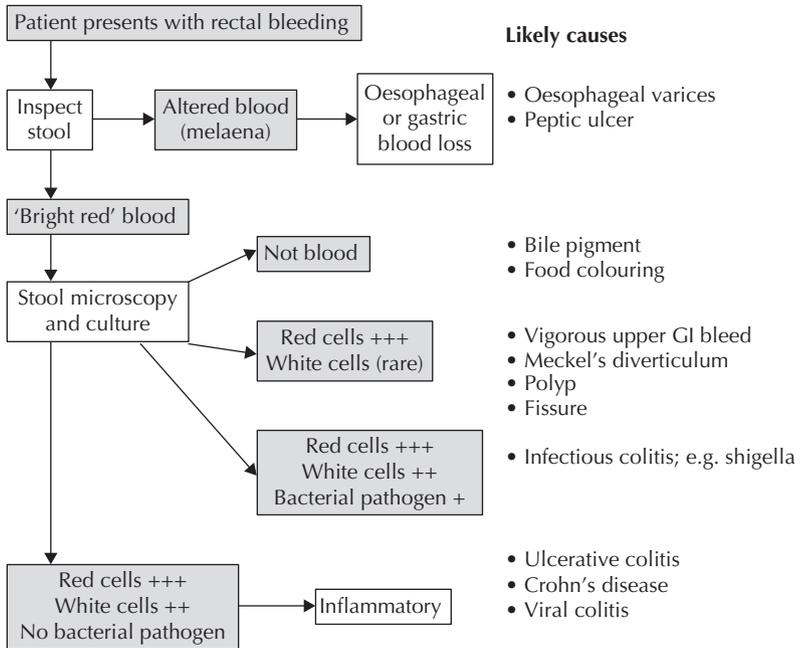 Patient presents with rectal bleeding
Likely causes
Inspect
stool
Altered blood
(melaena)
Oesophageal
or gastric
blood loss
• Oesophageal varices
• Peptic ulcer
‘Bright red’ blood
Not blood
• Bile pigment
• Food colouring
Stool microscopy
and culture
Red cells +++
White cells (rare)
• Vigorous upper GI bleed
• Meckel’s diverticulum
• Polyp
• Fissure
Red cells +++
White cells ++
Bacterial pathogen +
• Infectious colitis; e.g. shigella
Red cells +++
White cells ++
No bacterial pathogen
Inflammatory
• Ulcerative colitis
• Crohn’s disease
• Viral colitis